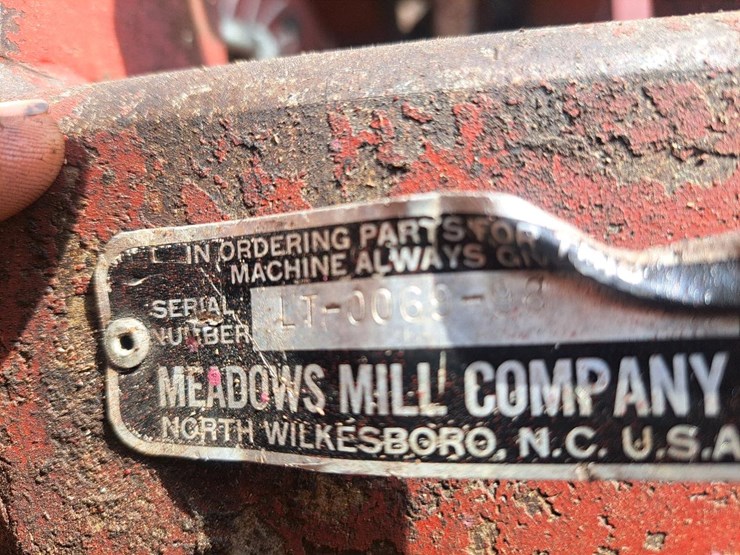 IN ORDERING PARTS FOR
MACHINE ALWAYS
SERIAL
NUMBER
MEADOWS MILL COMPANY
NORTH WILKESBORO, N.C. U.S.A